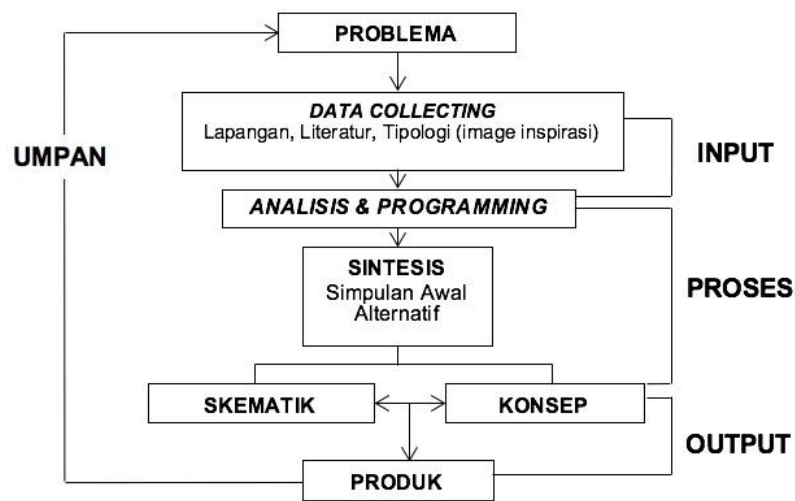 PROBLEMA
DATA COLLECTING
Lapangan, Literatur, Tipologi (image inspirasi)
UMPAN
INPUT
ANALISIS & PROGRAMMING
SINTESIS
Simpulan Awal
Alternatif
PROSES
SKEMATIK
KONSEP
OUTPUT
PRODUK